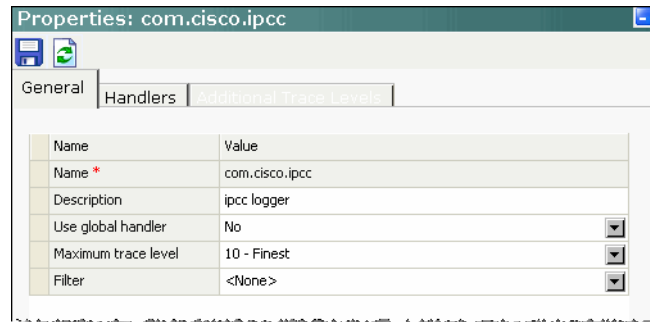 Properties: com.cisco.ipcc
General Handlers Additional Trace Levels
Name Value
Name * com.cisco.ipcc
Description ipcc logger
Use global handler No
Maximum trace level 10 - Finest
Filter <None>